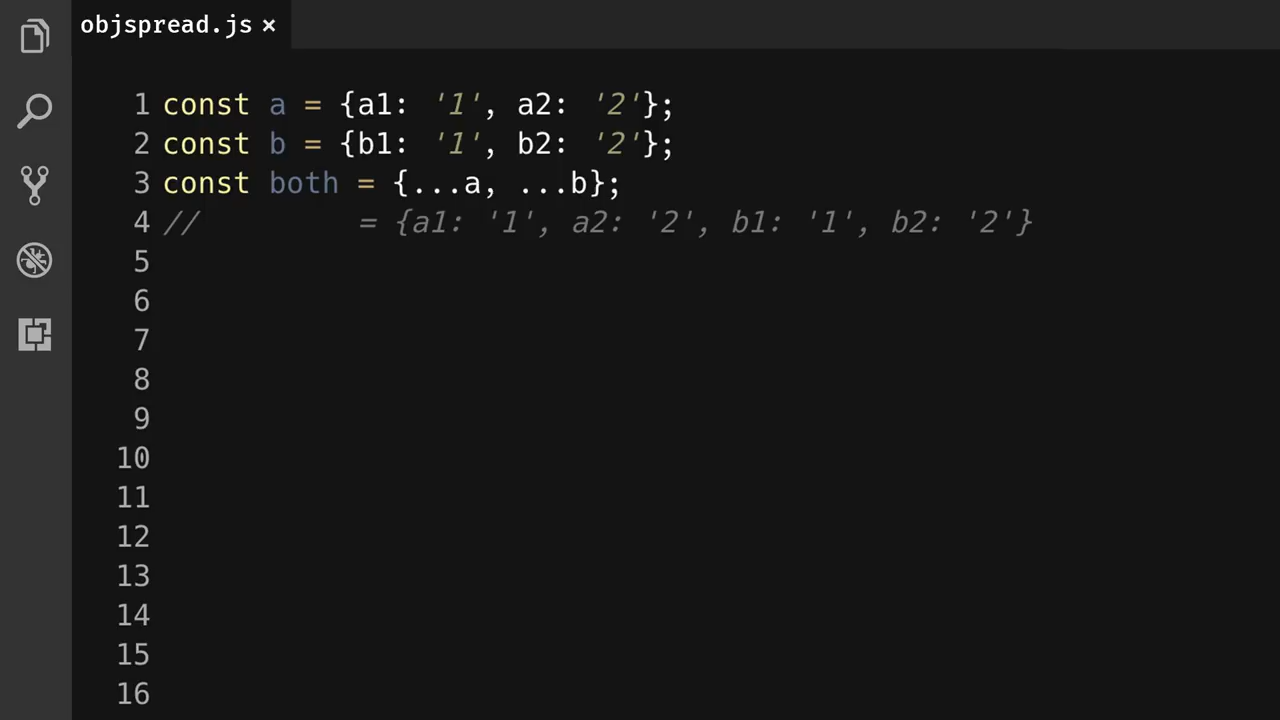 objspread.js ×
1 const a = {a1: '1', a2: '2'};
2 const b = {b1: '1', b2: '2'};
3 const both = {...a, ...b};
4 //         = {a1: '1', a2: '2', b1: '1', b2: '2'}
5
6
7
8
9
10
11
12
13
14
15
16